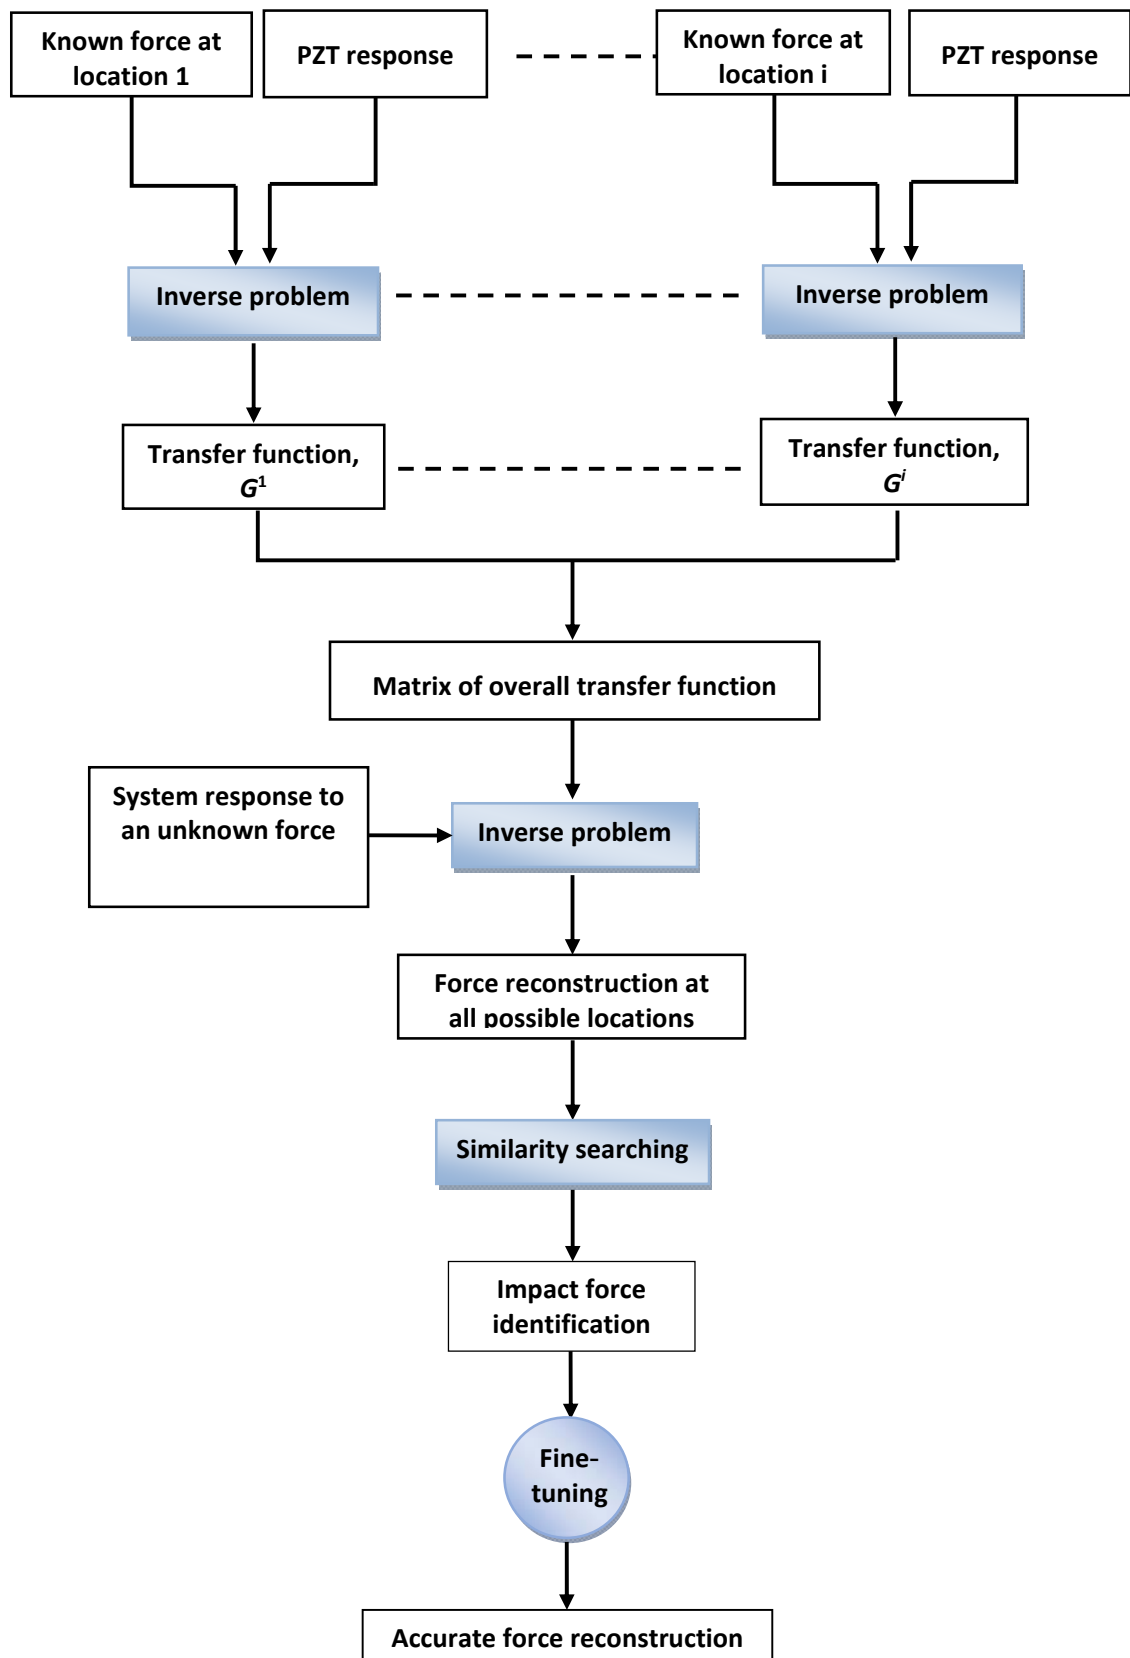 Known force at
location 1
PZT response
Known force at
location i
PZT response
Inverse problem
Inverse problem
Transfer function,
G¹
Transfer function,
Gⁱ
Matrix of overall transfer function
System response to
an unknown force
Inverse problem
Force reconstruction at
all possible locations
Similarity searching
Impact force
identification
Fine-
tuning
Accurate force reconstruction